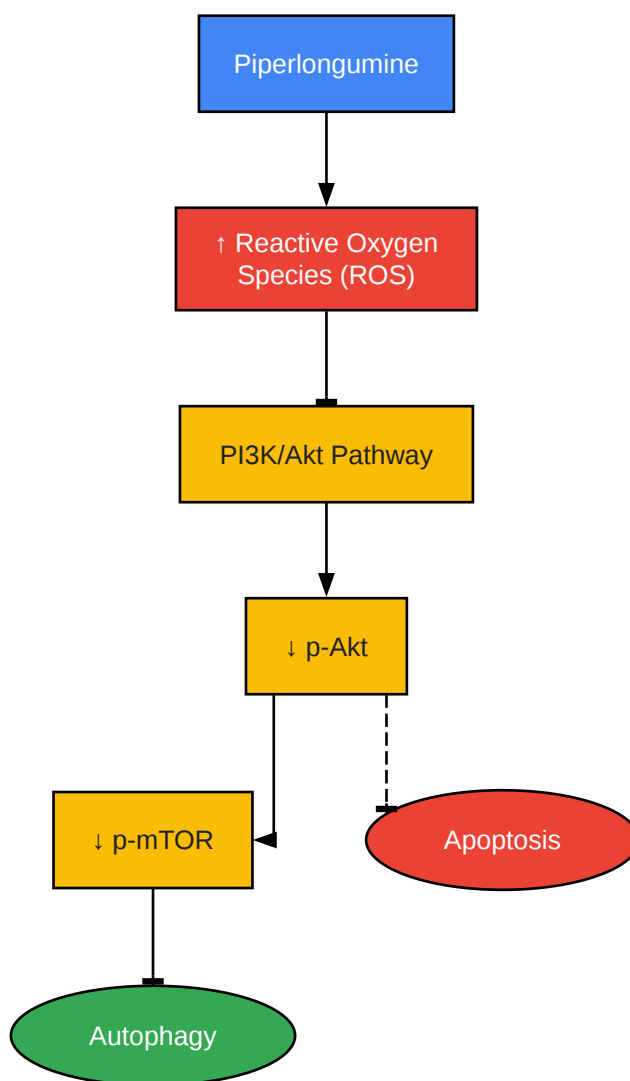 Piperlongumine
↑ Reactive Oxygen
Species (ROS)
PI3K/Akt Pathway
↓ p-Akt
↓ p-mTOR
Apoptosis
Autophagy